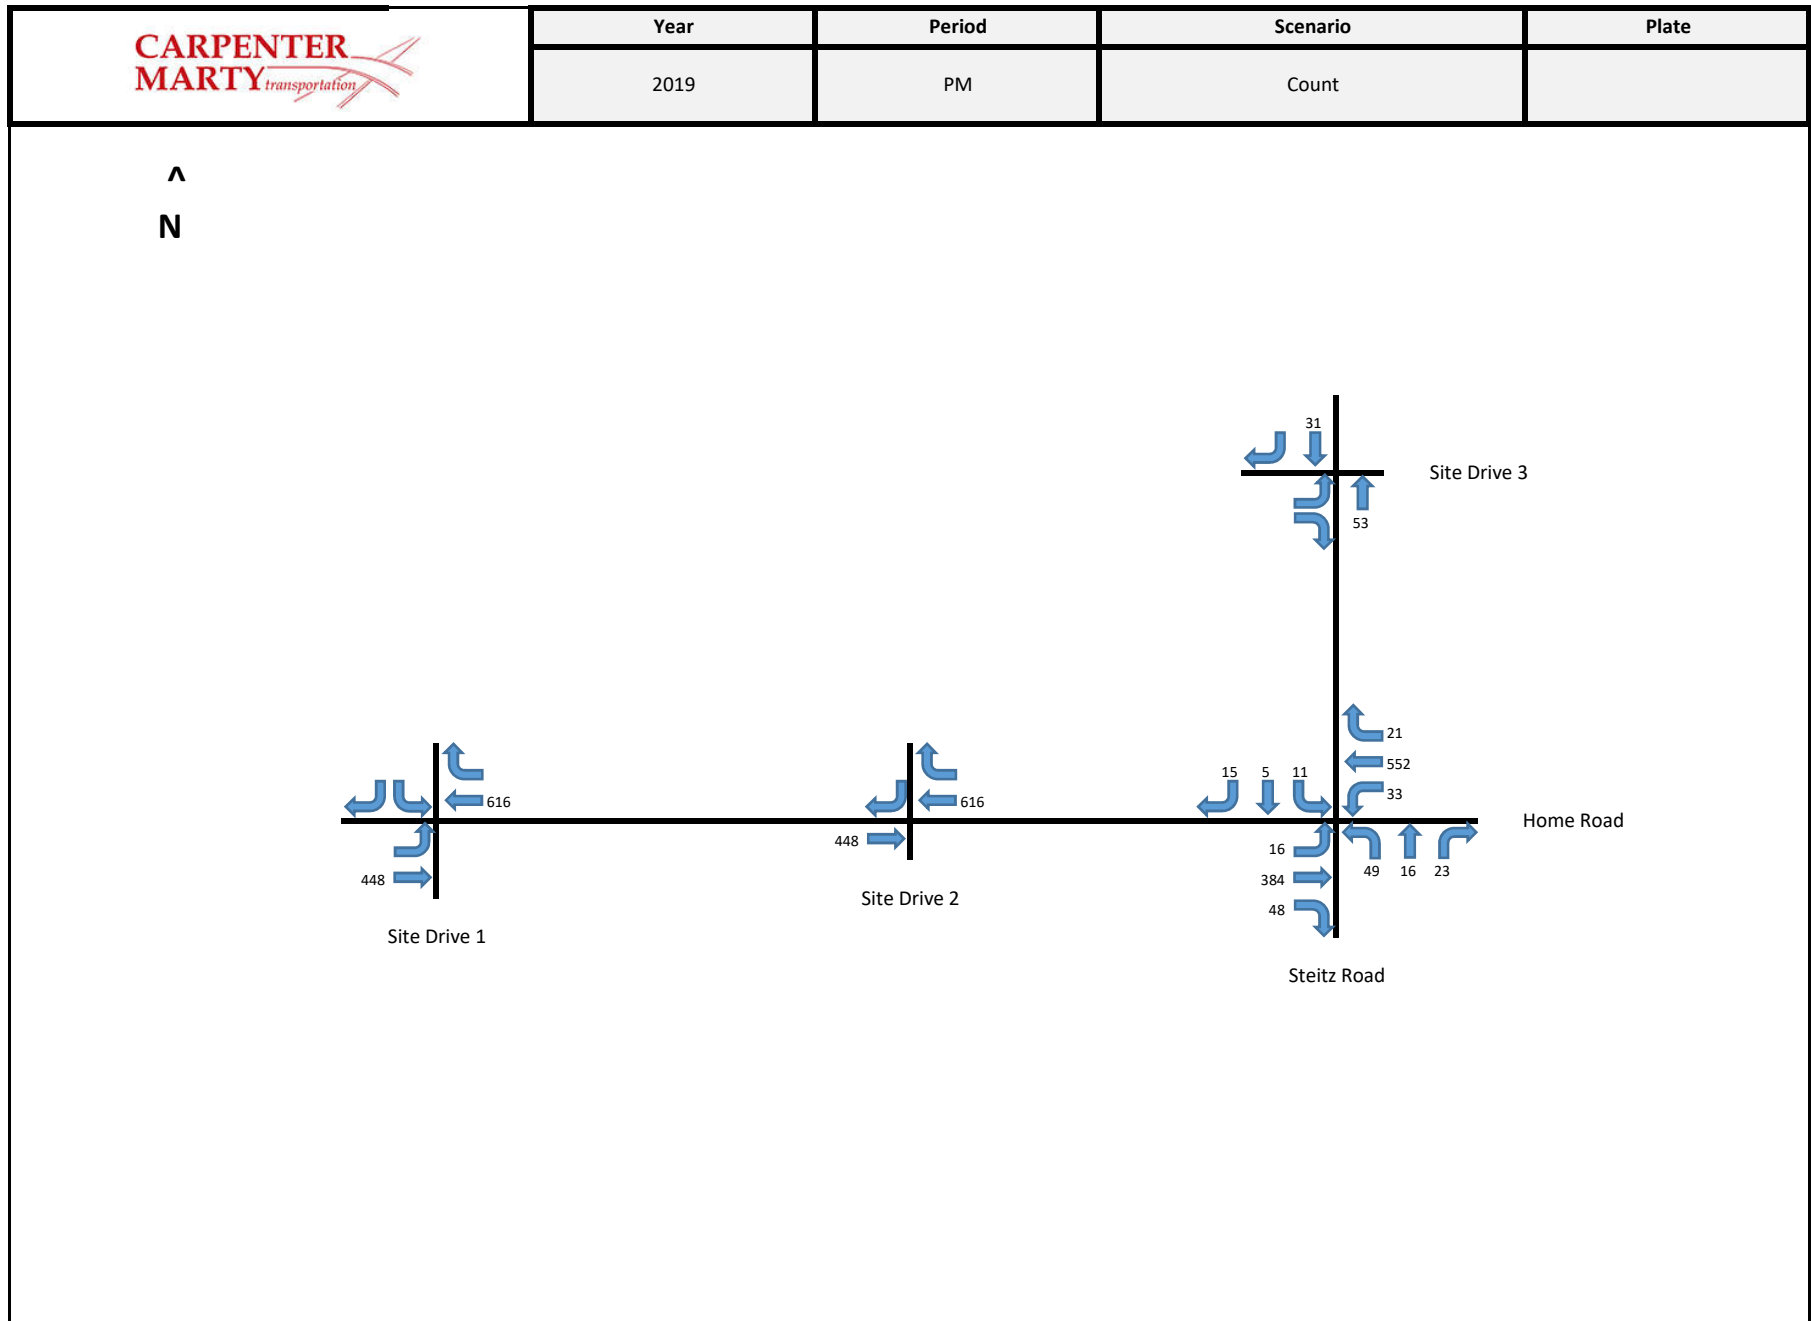 CARPENTER
MARTY transportation
Year Period Scenario Plate
2019 PM Count
^
N
31
Site Drive 3
53
21
552
15 5 11
33
616
616
Home Road
448
16
49 16 23
448
384
Site Drive 2
48
Site Drive 1
Steitz Road